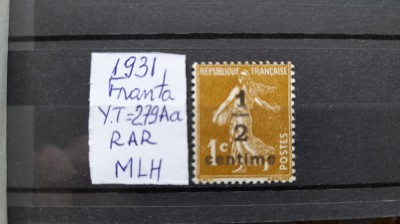 1931
Franta
Y.T=279Aa
RAR
MLH
REPUBLIQUE FRANÇAISE
1
2
1c
centime
POSTES